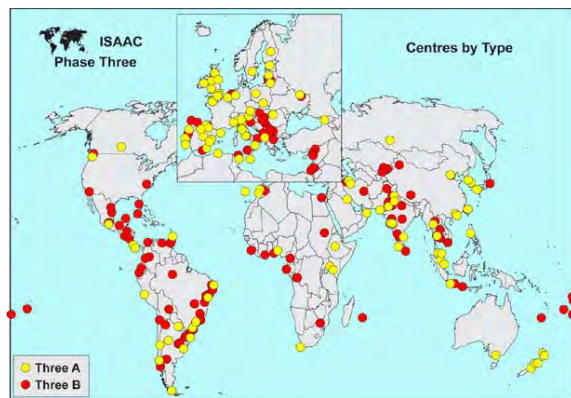 ISAAC
Phase Three
Centres by Type
Three A
Three B